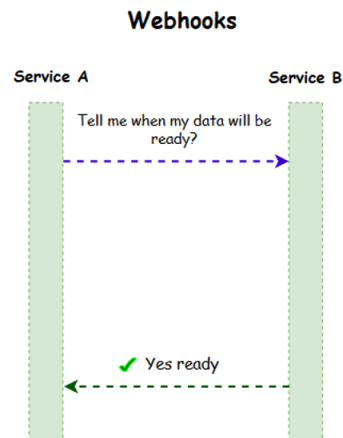 Webhooks
Service A
Service B
Tell me when my data will be
ready?
Yes ready